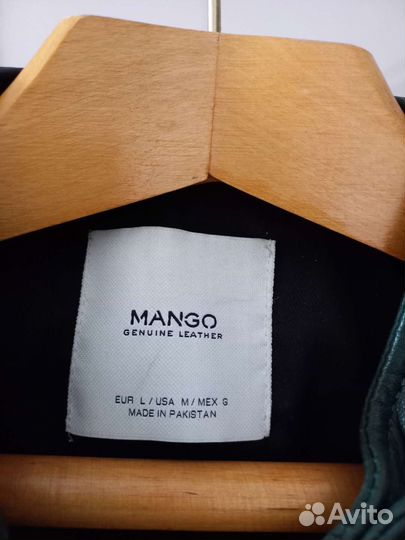 MANGO
GENUINE LEATHER
EUR L / USA M / MEX G
MADE IN PAKISTAN
Avito